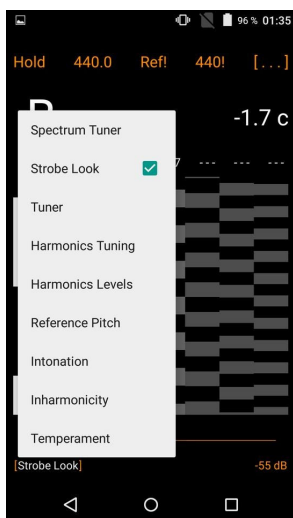 96 % 01:35
Hold 440.0 Ref! 440! [...]
-1.7 c
7 --- --- ---
Spectrum Tuner
Strobe Look
Tuner
Harmonics Tuning
Harmonics Levels
Reference Pitch
Intonation
Inharmonicity
Temperament
[Strobe Look] -55 dB